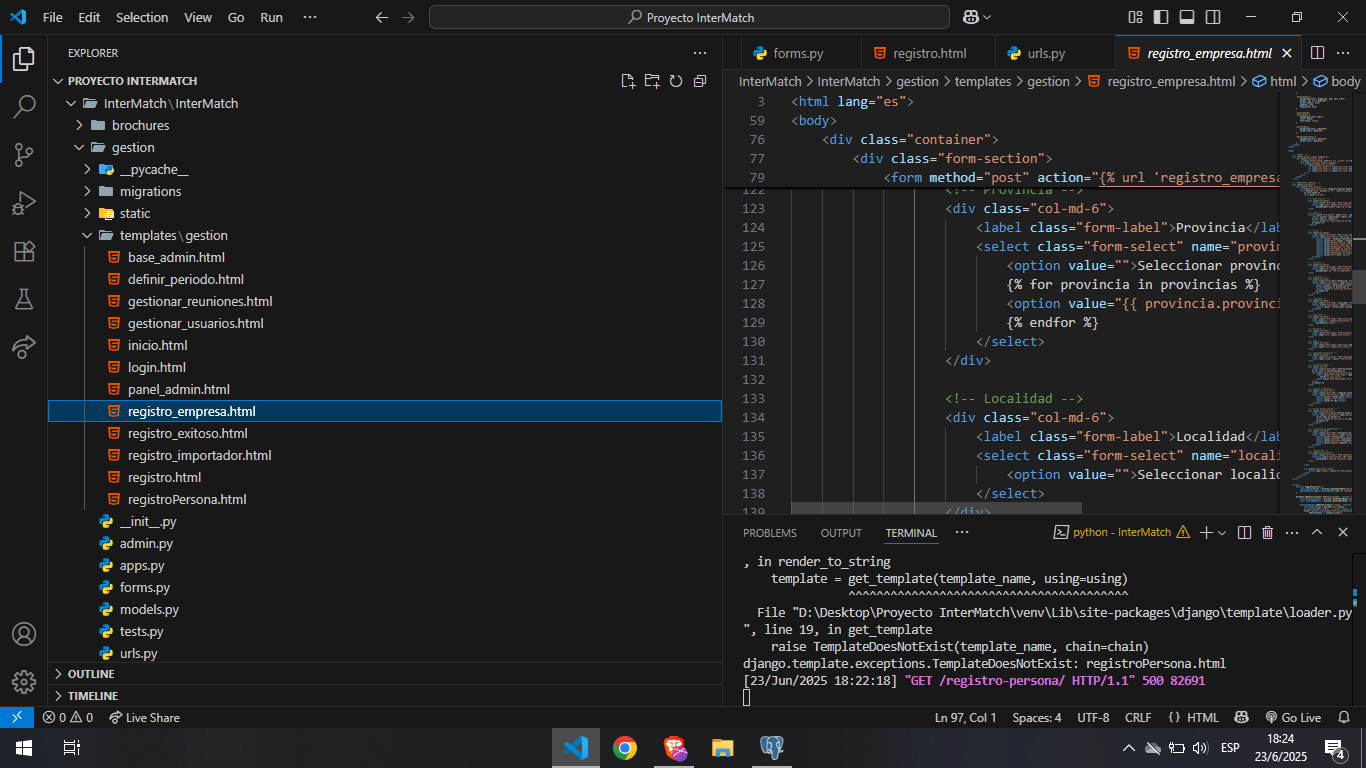 File Edit Selection View Go Run ···
Proyecto InterMatch
EXPLORER
PROYECTO INTERMATCH
InterMatch\InterMatch
brochures
gestion
__pycache__
migrations
static
templates\gestion
base_admin.html
definir_periodo.html
gestionar_reuniones.html
gestionar_usuarios.html
inicio.html
login.html
panel_admin.html
registro_empresa.html
registro_exitoso.html
registro_importador.html
registro.html
registroPersona.html
__init__.py
admin.py
apps.py
forms.py
models.py
tests.py
urls.py
OUTLINE
TIMELINE
forms.py registro.html urls.py registro_empresa.html
InterMatch > InterMatch > gestion > templates > gestion > registro_empresa.html > html > body
3 <html lang="es">
59 <body>
76 <div class="container">
77 <div class="form-section">
79 <form method="post" action="{% url 'registro_empresa
122 <!-- Provincia -->
123 <div class="col-md-6">
124 <label class="form-label">Provincia</lab
125 <select class="form-select" name="provin
126 <option value="">Seleccionar provinc
127 {% for provincia in provincias %}
128 <option value="{{ provincia.provinci
129 {% endfor %}
130 </select>
131 </div>
132
133 <!-- Localidad -->
134 <div class="col-md-6">
135 <label class="form-label">Localidad</lab
136 <select class="form-select" name="locali
137 <option value="">Seleccionar localid
138 </select>
139 </div>
PROBLEMS OUTPUT TERMINAL ··· python - InterMatch
, in render_to_string
template = get_template(template_name, using=using)
^^^^^^^^^^^^^^^^^^^^^^^^^^^^^^^^^^^^^^^
File "D:\Desktop\Proyecto InterMatch\venv\Lib\site-packages\django\template\loader.py
", line 19, in get_template
raise TemplateDoesNotExist(template_name, chain=chain)
django.template.exceptions.TemplateDoesNotExist: registroPersona.html
[23/Jun/2025 18:22:18] "GET /registro-persona/ HTTP/1.1" 500 82691
0 0 Live Share Ln 97, Col 1 Spaces: 4 UTF-8 CRLF {} HTML Go Live
ESP 18:24
23/6/2025 4